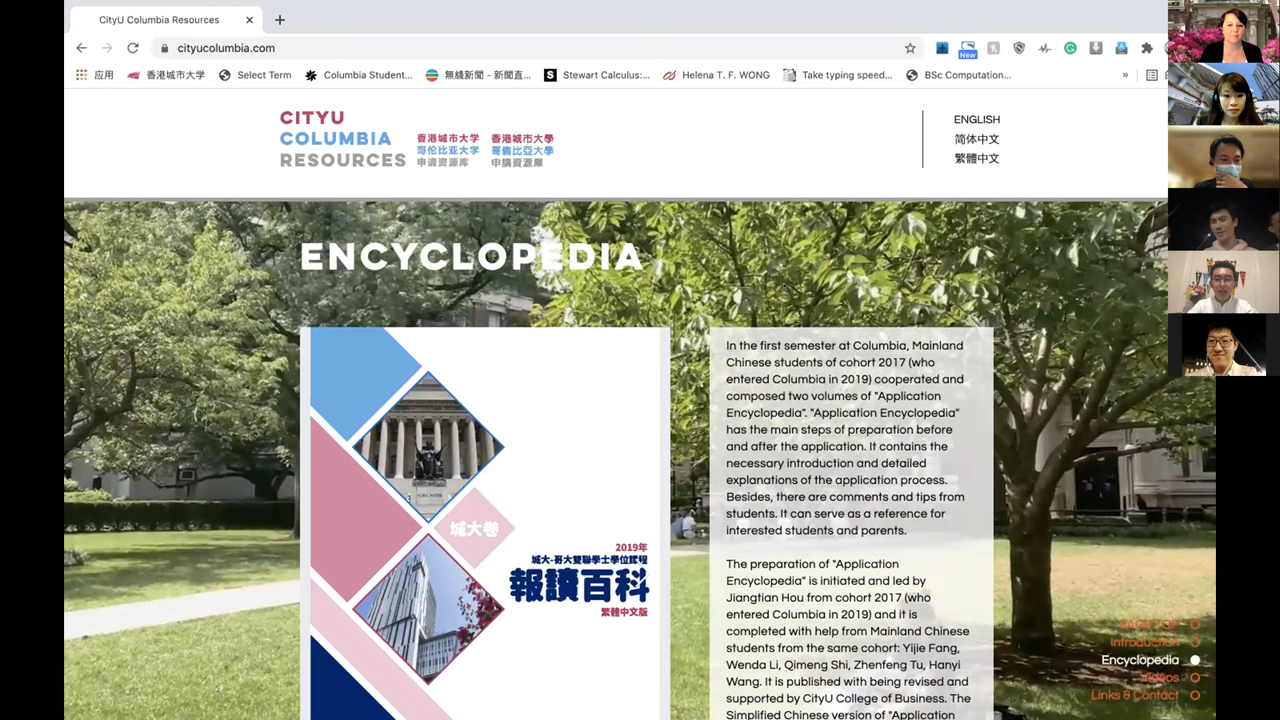 CityU Columbia Resources
cityucolumbia.com
New
应用
香港城市大学
Select Term
Columbia Student...
無綫新聞 - 新聞直...
Stewart Calculus:...
Helena T. F. WONG
Take typing speed...
BSc Computation...
»
CITYU
COLUMBIA
RESOURCES
香港城市大学
哥伦比亚大学
申请资源库
香港城市大學
哥倫比亞大學
申請資源庫
ENGLISH
简体中文
繁體中文
ENCYCLOPEDIA
ALMA MATER
城大卷
2019年
城大-哥大雙聯學士學位課程
報讀百科
繁體中文版
In the first semester at Columbia, Mainland
Chinese students of cohort 2017 (who
entered Columbia in 2019) cooperated and
composed two volumes of "Application
Encyclopedia". "Application Encyclopedia"
has the main steps of preparation before
and after the application. It contains the
necessary introduction and detailed
explanations of the application process.
Besides, there are comments and tips from
students. It can serve as a reference for
interested students and parents.
The preparation of "Application
Encyclopedia" is initiated and led by
Jiangtian Hou from cohort 2017 (who
entered Columbia in 2019) and it is
completed with help from Mainland Chinese
students from the same cohort: Yijie Fang,
Wenda Li, Qimeng Shi, Zhenfeng Tu, Hanyi
Wang. It is published with being revised and
supported by CityU College of Business. The
Simplified Chinese version of "Application
PAGE TOP
Introduction
Encyclopedia
Videos
Links & Contact